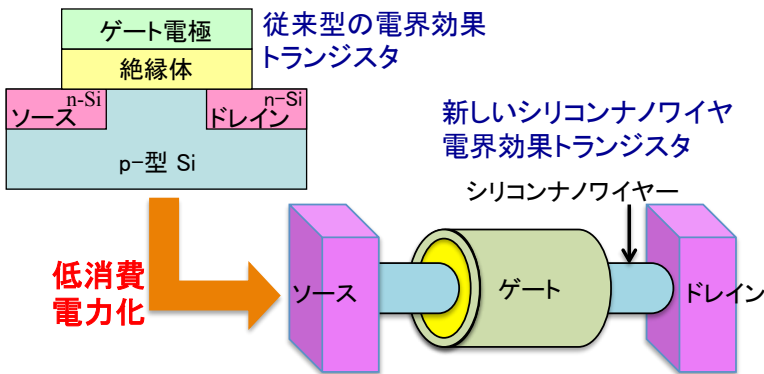 ゲート電極
絶縁体
n-Si
n-Si
ソース
ドレイン
p-型 Si
従来型の電界効果
トランジスタ
新しいシリコンナノワイヤ
電界効果トランジスタ
シリコンナノワイヤー
低消費
電力化
ソース
ゲート
ドレイン